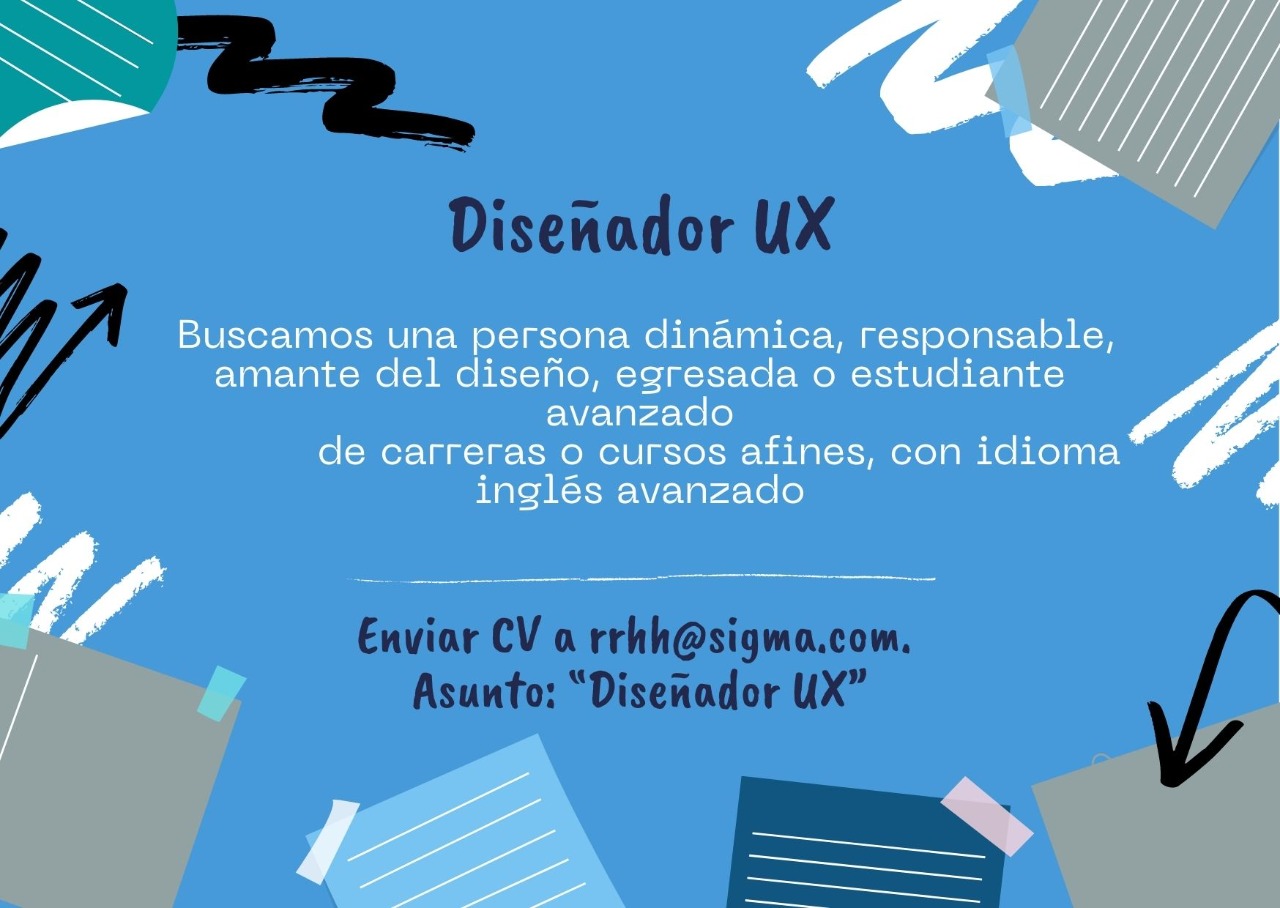 Diseñador UX
Buscamos una persona dinámica, responsable,
amante del diseño, egresada o estudiante
avanzado
de carreras o cursos afines, con idioma
inglés avanzado
Enviar CV a rrhh@sigma.com.
Asunto: “Diseñador UX”